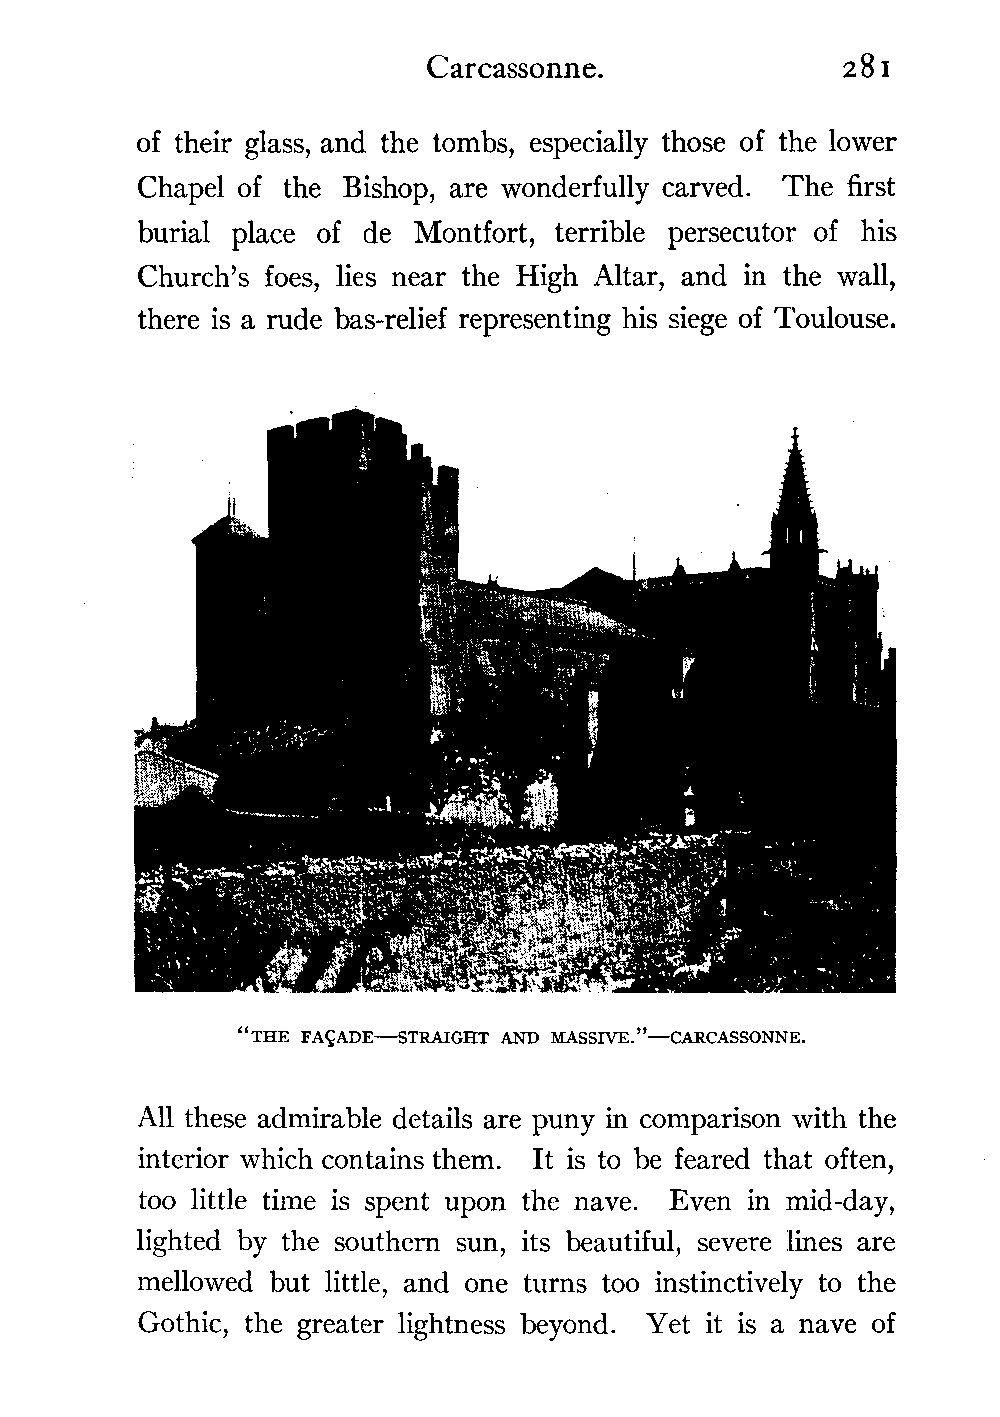 Carcassonne. 281
of their glass, and the tombs, especially those of the lower
Chapel of the Bishop, are wonderfully carved. The first
burial place of de Montfort, terrible persecutor of his
Church's foes, lies near the High Altar, and in the wall,
there is a rude bas-relief representing his siege of Toulouse.
"THE FAÇADE—STRAIGHT AND MASSIVE."—CARCASSONNE.
All these admirable details are puny in comparison with the
interior which contains them. It is to be feared that often,
too little time is spent upon the nave. Even in mid-day,
lighted by the southern sun, its beautiful, severe lines are
mellowed but little, and one turns too instinctively to the
Gothic, the greater lightness beyond. Yet it is a nave of